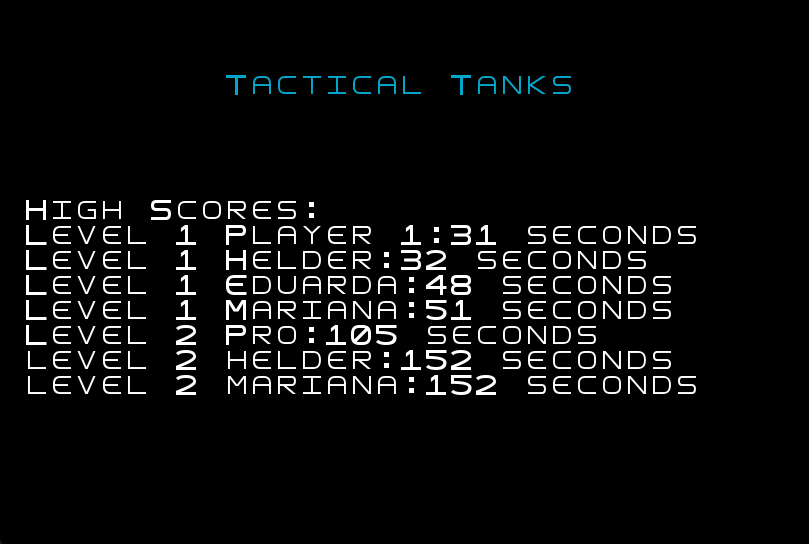 Tactical Tanks
High Scores:
Level 1 Player 1:31 seconds
Level 1 Helder:32 seconds
Level 1 Eduarda:48 seconds
Level 1 Mariana:51 seconds
Level 2 Pro:105 seconds
level 2 helder:152 seconds
level 2 mariana:152 seconds